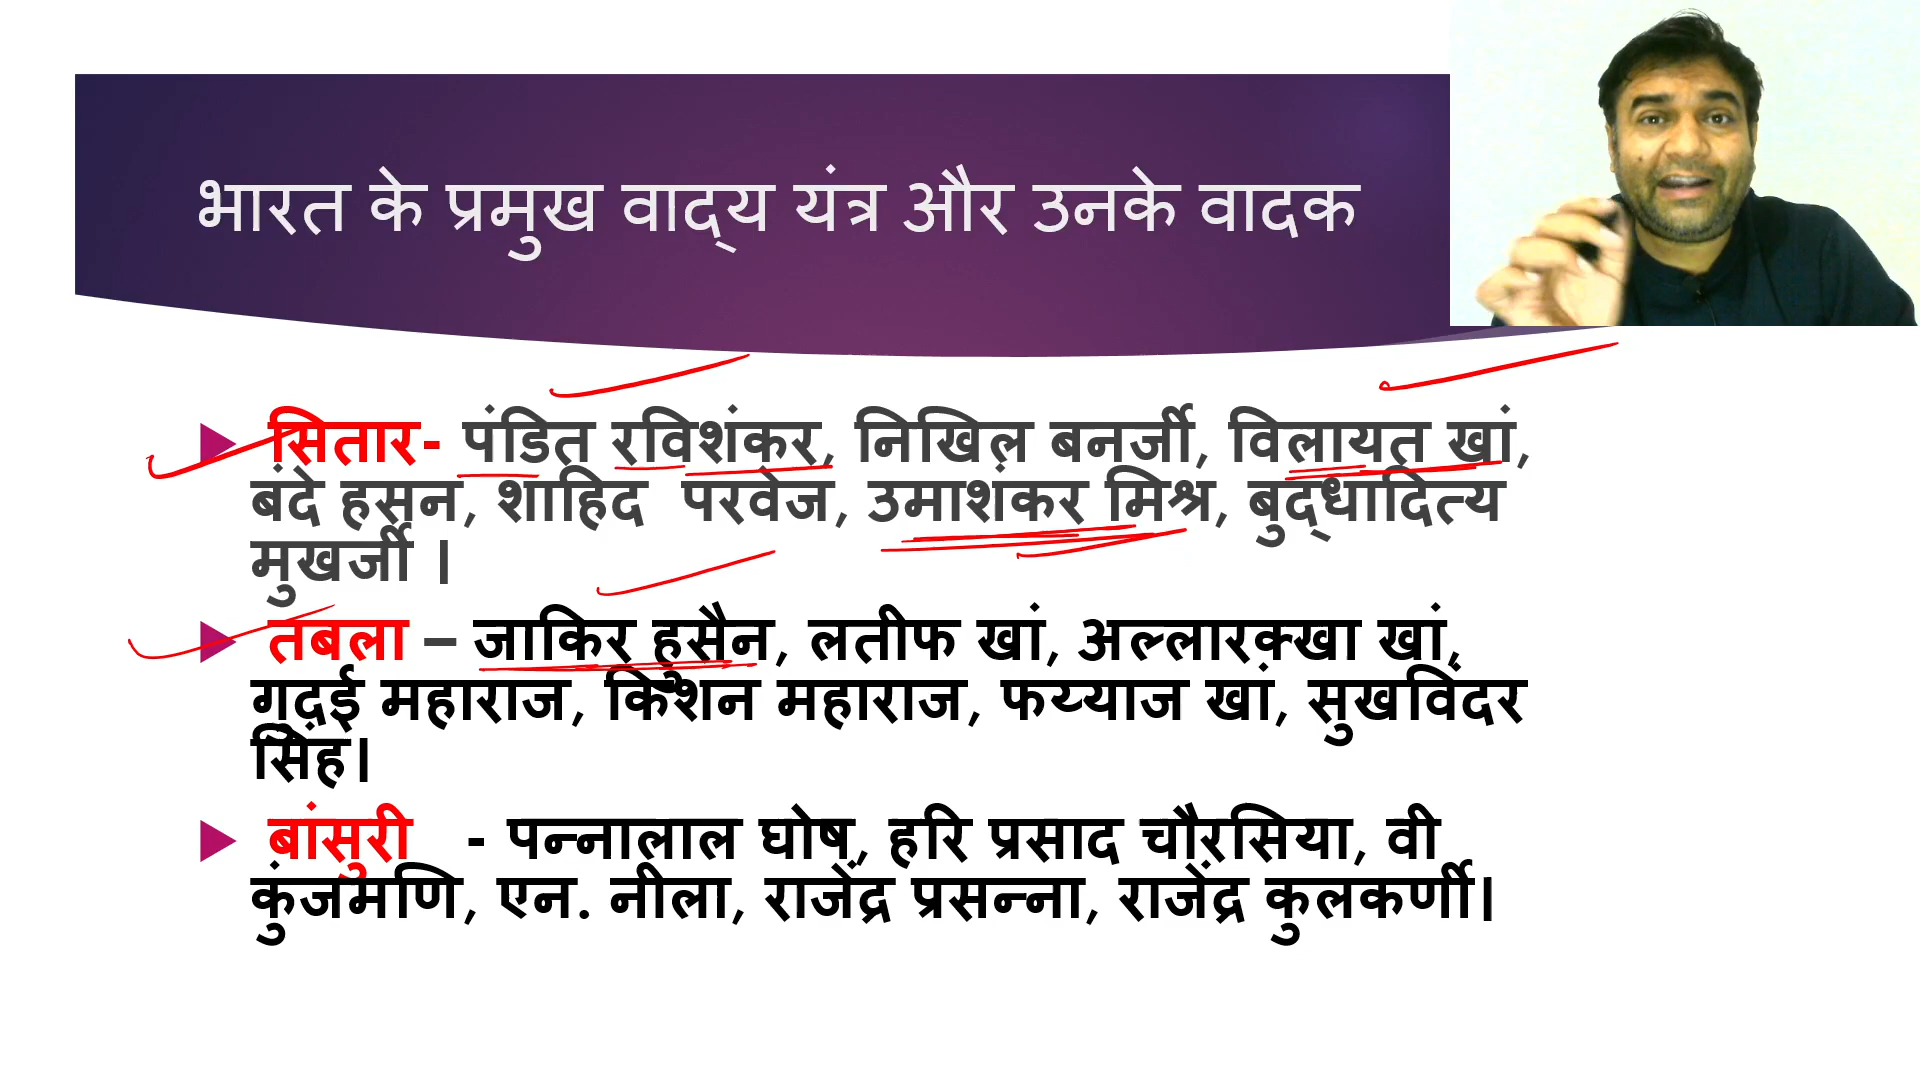 भारत के प्रमुख वाद्य यंत्र और उनके वादक
सितार- पंडित रविशंकर, निखिल बनर्जी, विलायत खां,
बंदे हसन, शाहिद परवेज, उमाशंकर मिश्र, बुद्धादित्य
मुखर्जी ।
तबला – जाकिर हुसैन, लतीफ खां, अल्लारक्खा खां,
गुदई महाराज, किशन महाराज, फय्याज खां, सुखविंदर
सिंह।
बांसुरी - पन्नालाल घोष, हरि प्रसाद चौरसिया, वी
कुंजमणि, एन. नीला, राजेंद्र प्रसन्ना, राजेंद्र कुलकर्णी।